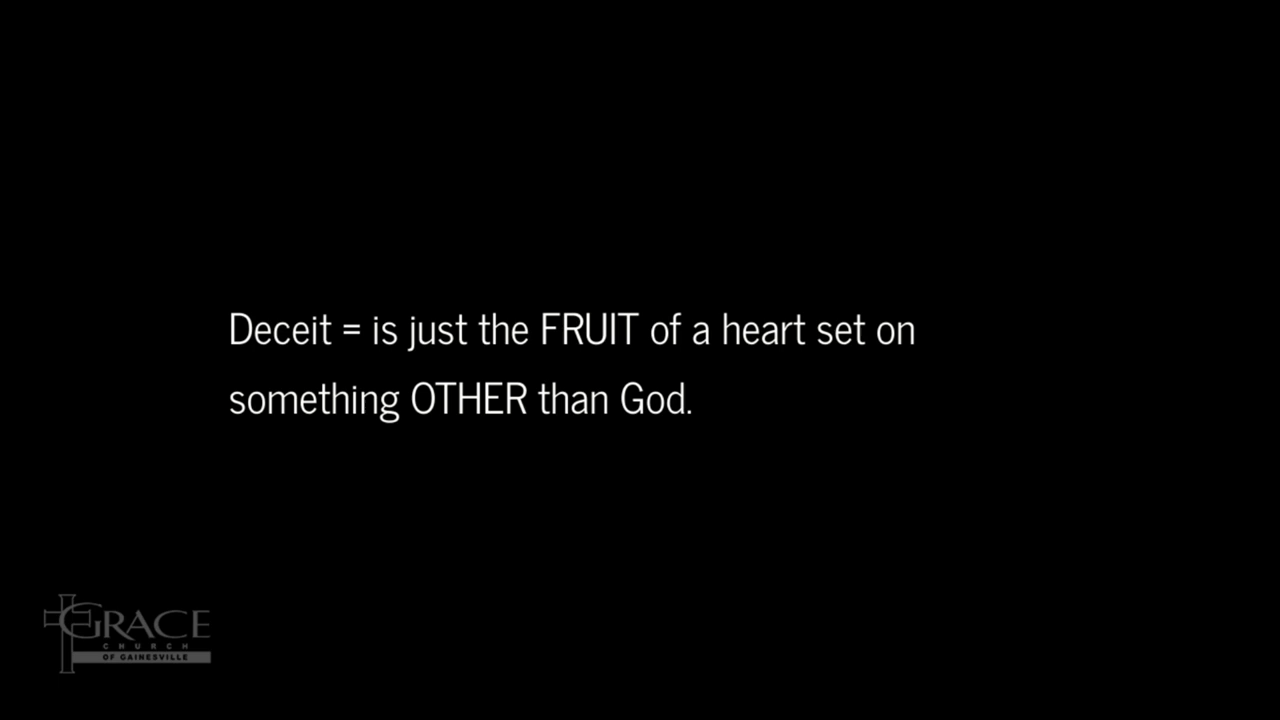 Deceit = is just the FRUIT of a heart set on
something OTHER than God.
GRACE
CHURCH
OF GAINESVILLE